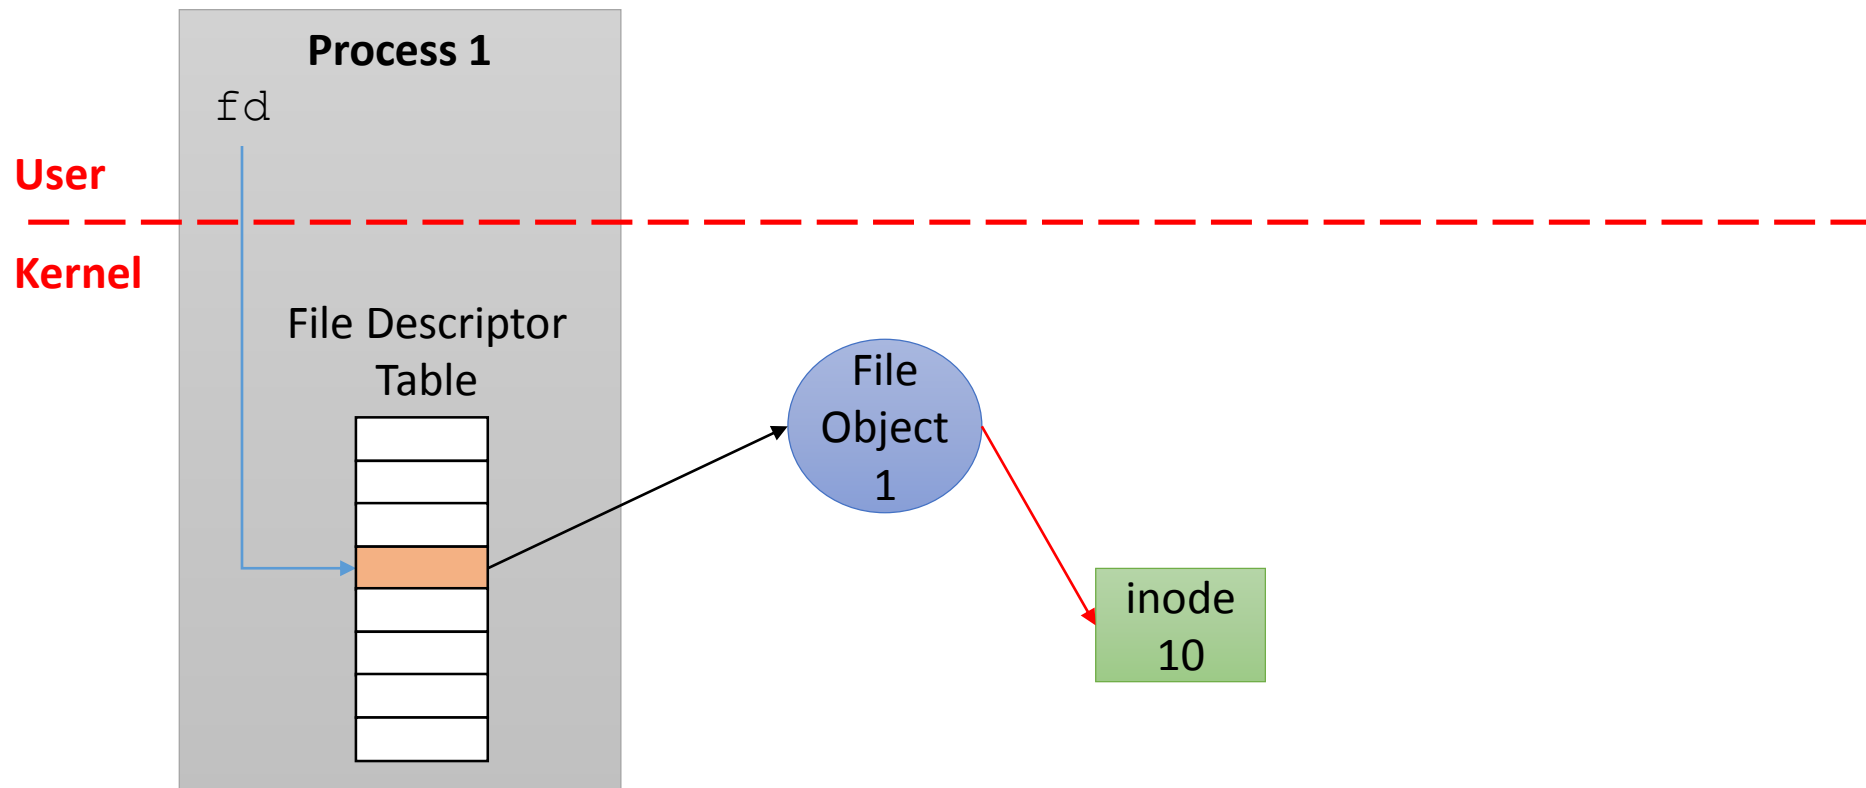 Process 1
fd
User
Kernel
File Descriptor
Table
File
Object
1
inode
10